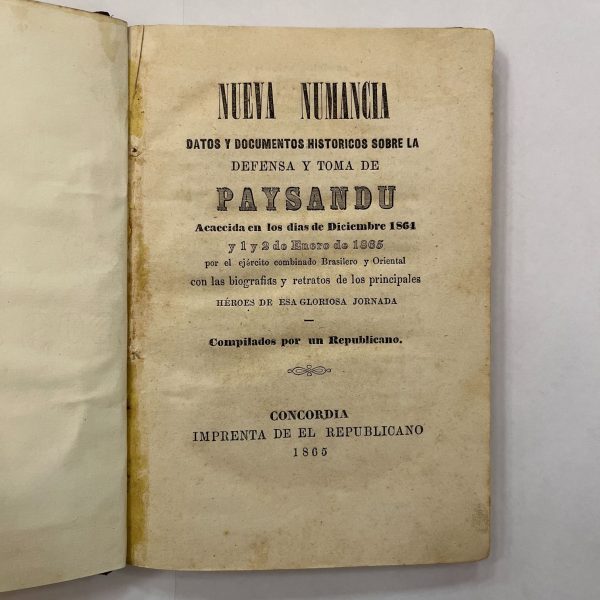 NUEVA NUMANCIA
DATOS Y DOCUMENTOS HISTORICOS SOBRE LA
DEFENSA Y TOMA DE
PAYSANDU
Acaecida en los dias de Diciembre 1864
y 1 y 2 de Enero de 1865
por el ejército combinado Brasilero y Oriental
con las biografias y retratos de los principales
HÉROES DE ESA GLORIOSA JORNADA
—
Compilados por un Republicano.
CONCORDIA
IMPRENTA DE EL REPUBLICANO
1865